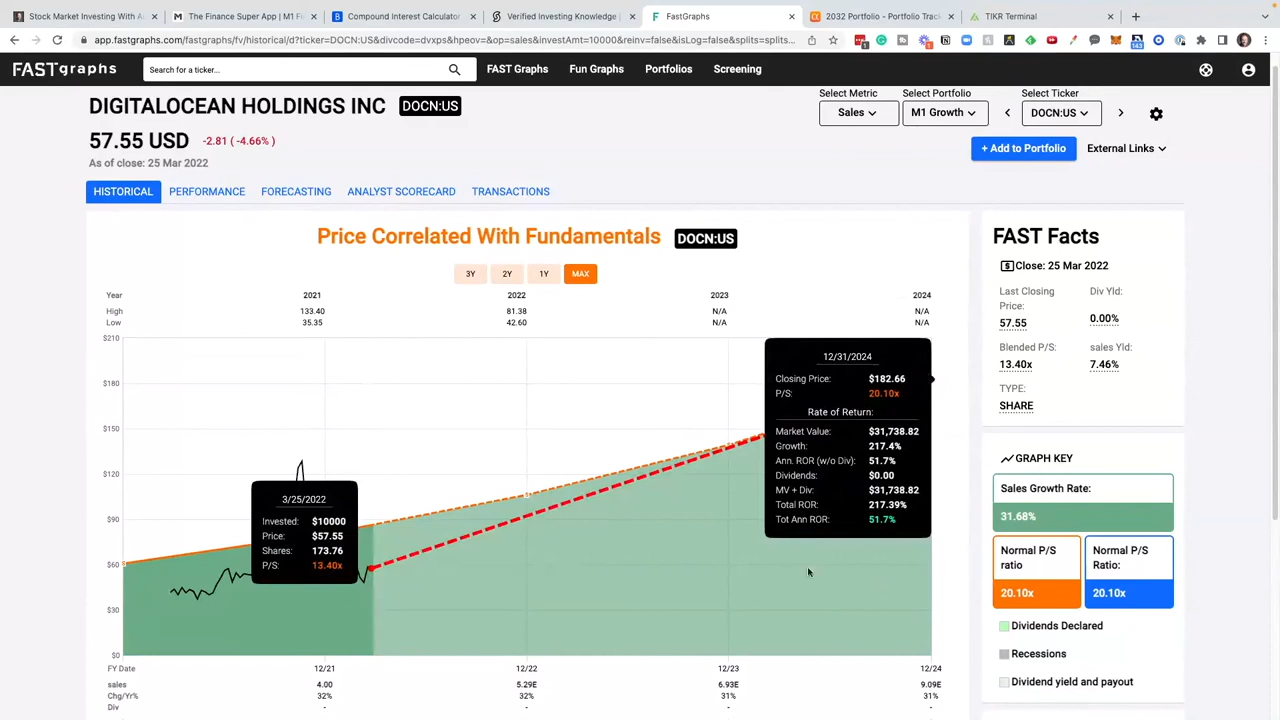 Stock Market Investing With A
The Finance Super App | M1 Fi
Compound Interest Calculator
Verified Investing Knowledge |
FastGraphs
2032 Portfolio - Portfolio Trac
TIKR Terminal
app.fastgraphs.com/fastgraphs/fv/historical/d?ticker=DOCN:US&divcode=dvxps&hpeov=&op=sales&investAmt=10000&reinv=false&isLog=false&splits=splits...
FASTgraphs
Search for a ticker...
FAST Graphs
Fun Graphs
Portfolios
Screening
DIGITALOCEAN HOLDINGS INC DOCN:US
57.55 USD -2.81 ( -4.66% )
As of close: 25 Mar 2022
Select Metric
Sales
Select Portfolio
M1 Growth
Select Ticker
DOCN:US
+ Add to Portfolio
External Links
HISTORICAL
PERFORMANCE
FORECASTING
ANALYST SCORECARD
TRANSACTIONS
Price Correlated With Fundamentals DOCN:US
3Y 2Y 1Y MAX
Year 2021 2022 2023 2024
High 133.40 81.38 N/A N/A
Low 35.35 42.60 N/A N/A
$210
$180
$150
$120
$90
$60
$30
$0
3/25/2022
Invested: $10000
Price: $57.55
Shares: 173.76
P/S: 13.40x
12/31/2024
Closing Price: $182.66
P/S: 20.10x
Rate of Return:
Market Value: $31,738.82
Growth: 217.4%
Ann. ROR (w/o Div): 51.7%
Dividends: $0.00
MV + Div: $31,738.82
Total ROR: 217.39%
Tot Ann ROR: 51.7%
FY Date 12/21 12/22 12/23 12/24
sales 4.00 5.29E 6.93E 9.09E
Chg/Yr% 32% 32% 31% 31%
Div - - - -
FAST Facts
Close: 25 Mar 2022
Last Closing Price:
57.55
Div Yld:
0.00%
Blended P/S:
13.40x
sales Yld:
7.46%
TYPE:
SHARE
GRAPH KEY
Sales Growth Rate:
31.68%
Normal P/S ratio
20.10x
Normal P/S Ratio:
20.10x
Dividends Declared
Recessions
Dividend yield and payout